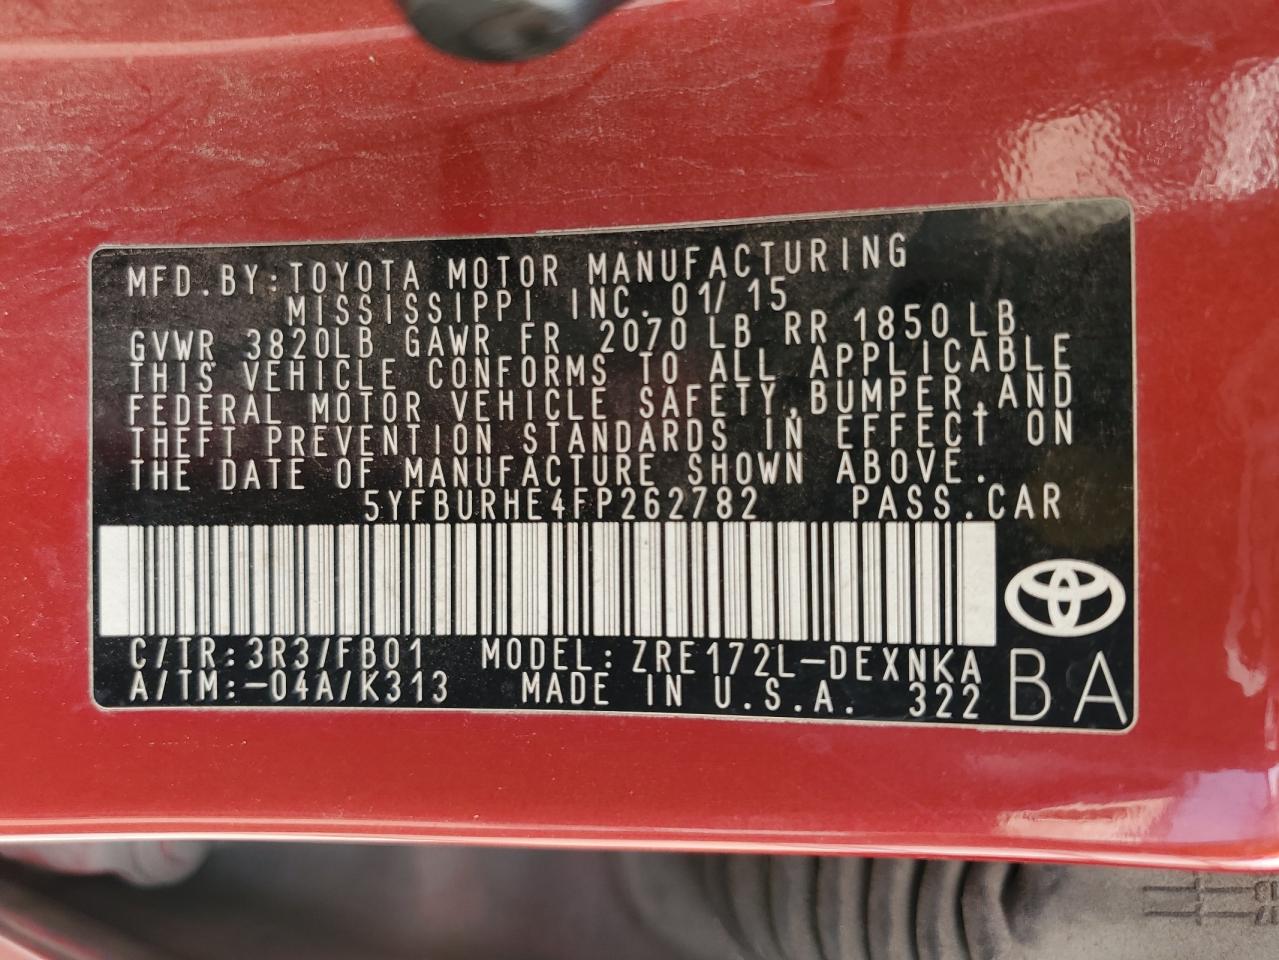 MFD.BY:TOYOTA MOTOR MANUFACTURING
MISSISSIPPI INC. 01/15
GVWR 3820LB GAWR FR 2070LB RR 1850LB
THIS VEHICLE CONFORMS TO ALL APPLICABLE
FEDERAL MOTOR VEHICLE SAFETY,BUMPER,AND
THEFT PREVENTION STANDARDS IN EFFECT ON
THE DATE OF MANUFACTURE SHOWN ABOVE.
5YFBURHE4FP262782 PASS.CAR
C/TR:3R3/FB01 MODEL:ZRE172L-DEXNKA
A/TM:-04A/K313 MADE IN U.S.A. 322
BA